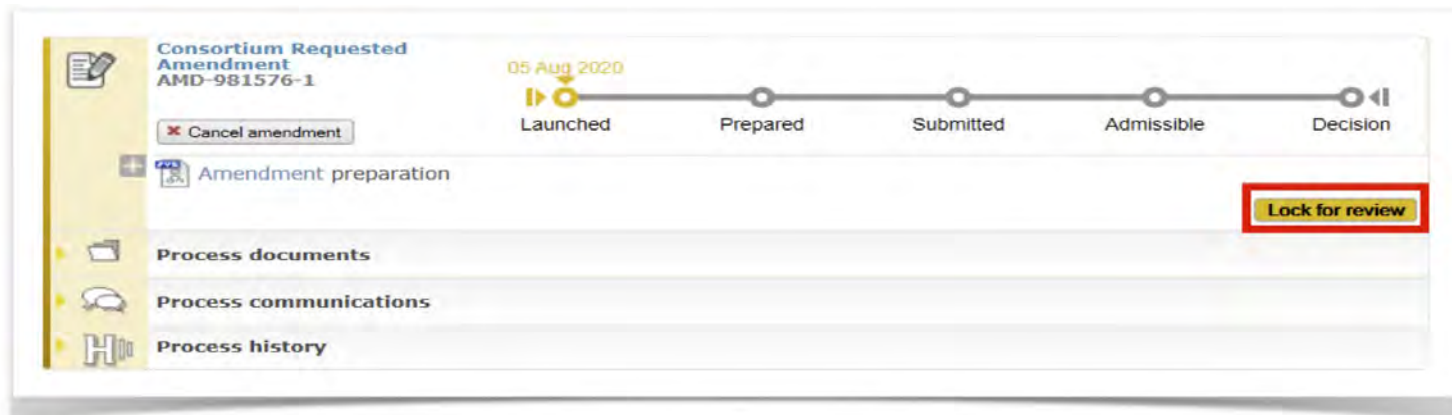 Consortium Requested
Amendment
AMD-981576-1
05 Aug 2020
Launched
Prepared
Submitted
Admissible
Decision
Cancel amendment
Amendment preparation
Lock for review
Process documents
Process communications
Process history